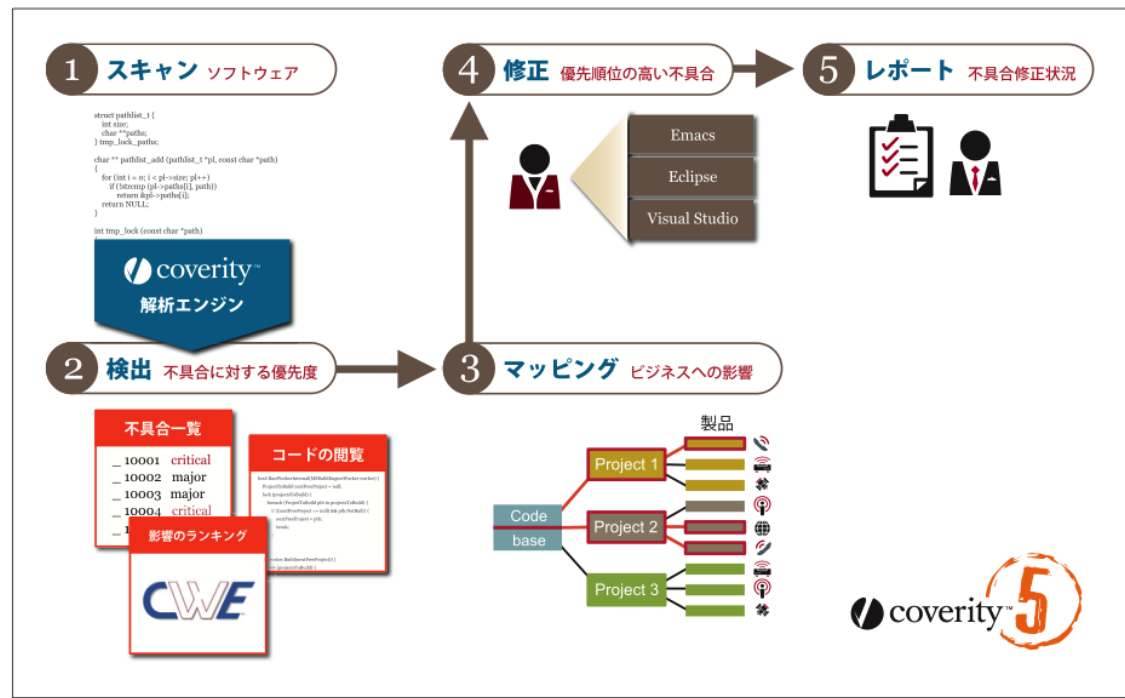 1 スキャン ソフトウェア
struct pathlist_t {
int size;
char **paths;
} tmp_lock_paths;
char ** pathlist_add (pathlist_t *pl, const char *path)
{
for (int i = 0; i < pl->size; pl++)
if (!strcmp (pl->paths[i], path))
return &pl->paths[i];
return NULL;
}
int tmp_lock (const char *path)
coverity™
解析エンジン
2 検出 不具合に対する優先度
不具合一覧
_ 10001 critical
_ 10002 major
_ 10003 major
_ 10004 critical
コードの閲覧
影響のランキング
CWE
3 マッピング ビジネスへの影響
製品
Code
base
Project 1
Project 2
Project 3
4 修正 優先順位の高い不具合
Emacs
Eclipse
Visual Studio
5 レポート 不具合修正状況
coverity™ 5